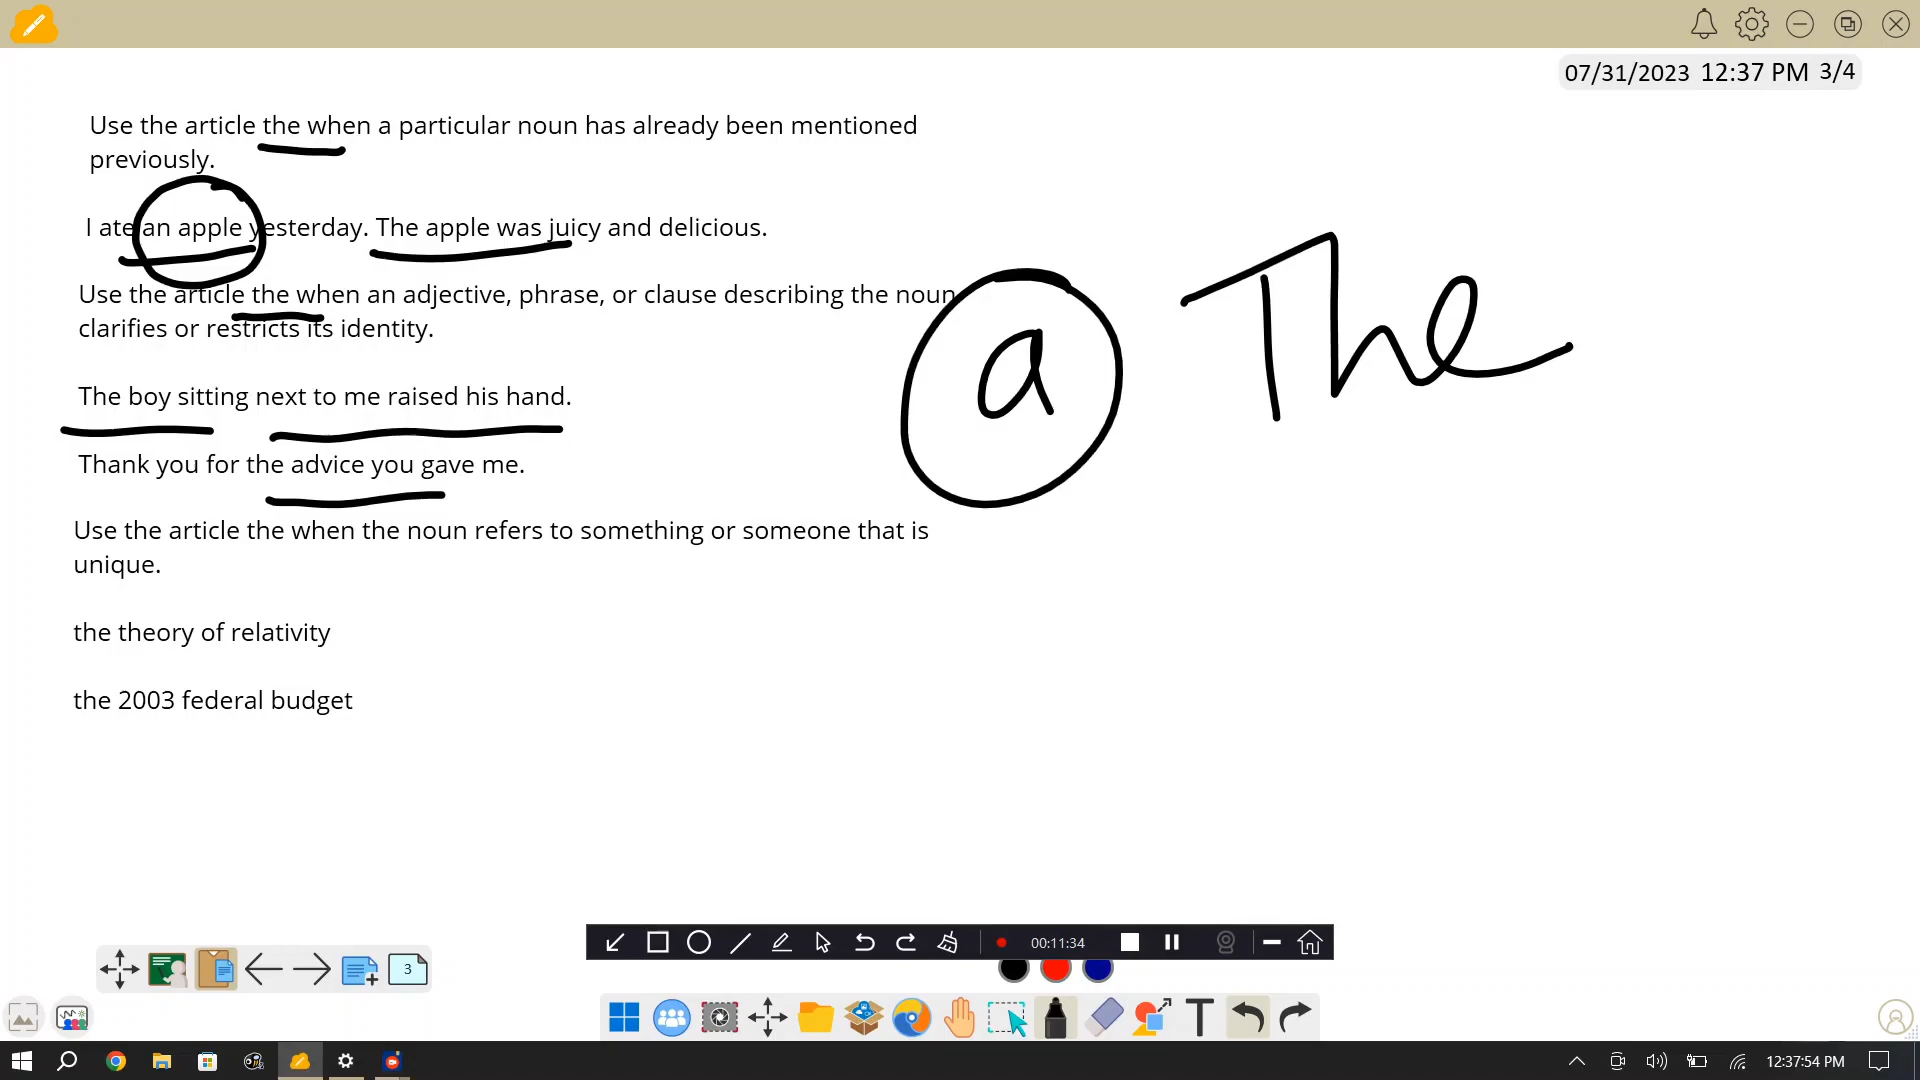 07/31/2023 12:37 PM 3/4
Use the article the when a particular noun has already been mentioned
previously.
I ate an apple yesterday. The apple was juicy and delicious.
Use the article the when an adjective, phrase, or clause describing the noun
clarifies or restricts its identity.
a The
The boy sitting next to me raised his hand.
Thank you for the advice you gave me.
Use the article the when the noun refers to something or someone that is
unique.
the theory of relativity
the 2003 federal budget
00:11:34
3
T
12:37:54 PM